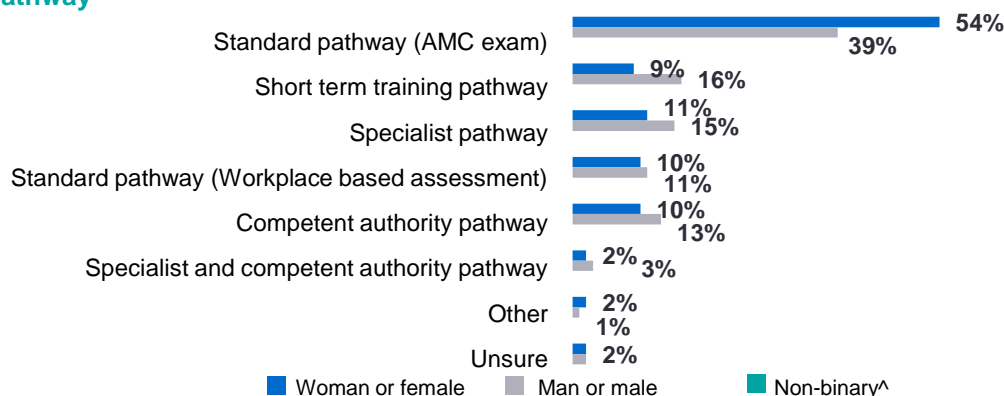 Standard pathway (AMC exam)
54%
39%
Short term training pathway
9%
16%
Specialist pathway
11%
15%
Standard pathway (Workplace based assessment)
10%
11%
Competent authority pathway
10%
13%
Specialist and competent authority pathway
2%
3%
Other
2%
1%
Unsure
2%
Woman or female
Man or male
Non-binary^